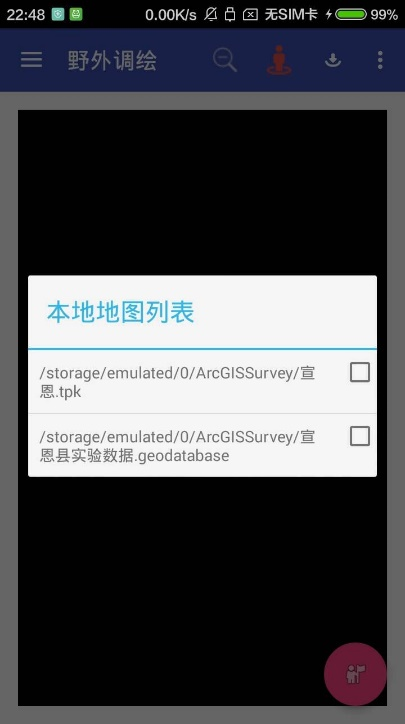 22:48 0.00K/s 无SIM卡 99%
野外调绘
本地地图列表
/storage/emulated/0/ArcGISSurvey/宣
恩.tpk
/storage/emulated/0/ArcGISSurvey/宣
恩县实验数据.geodatabase